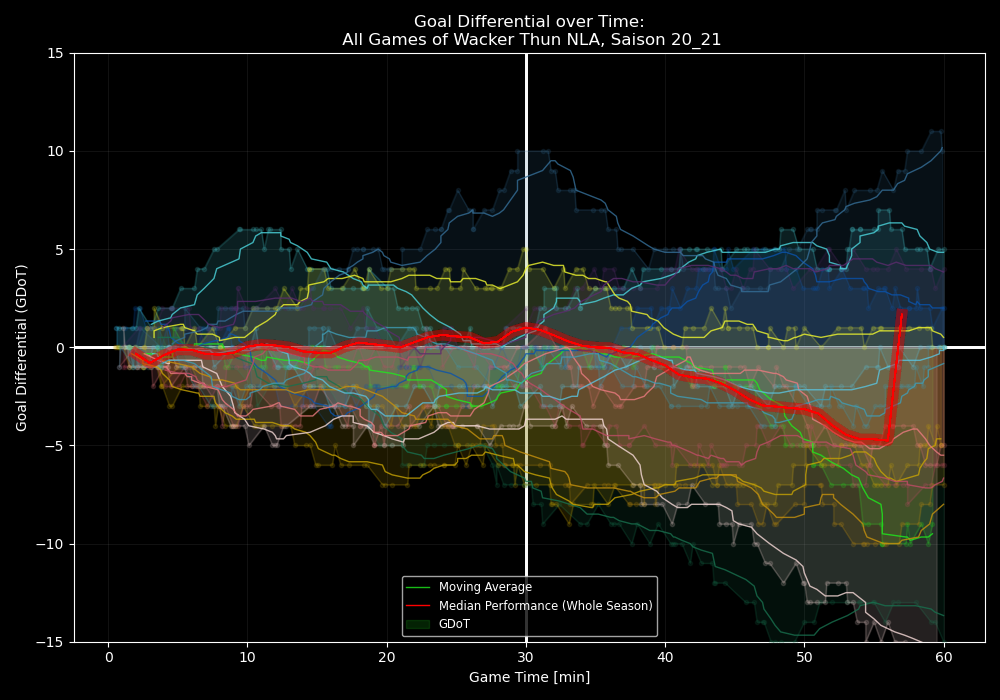 Goal Differential over Time:
All Games of Wacker Thun NLA, Saison 20_21
Goal Differential (GDoT)
15
10
5
0
−5
−10
−15
Moving Average
Median Performance (Whole Season)
GDoT
0 10 20 30 40 50 60
Game Time [min]